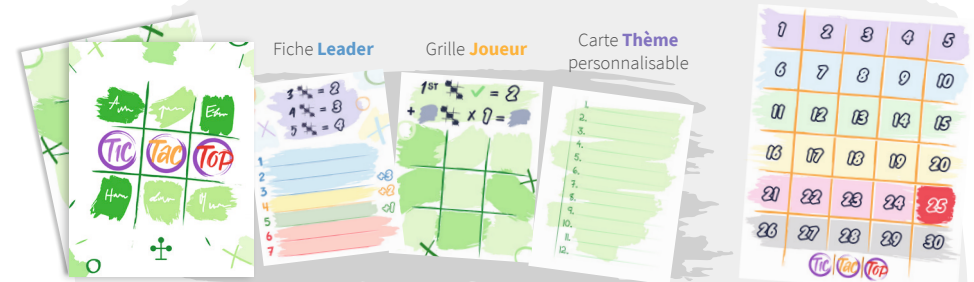 TIC TAC TOP
Fiche Leader
3 = 2
4 = 3
5 = 4
1
2
3
4
5
6
7
Grille Joueur
1ST = 2
+ x 1 =
Carte Thème
personnalisable
1.
2.
3.
4.
5.
6.
7.
8.
9.
10.
11.
12.
1 2 3 4 5
6 7 8 9 10
11 12 13 14 15
16 17 18 19 20
21 22 23 24 25
26 27 28 29 30
TIC TAC TOP